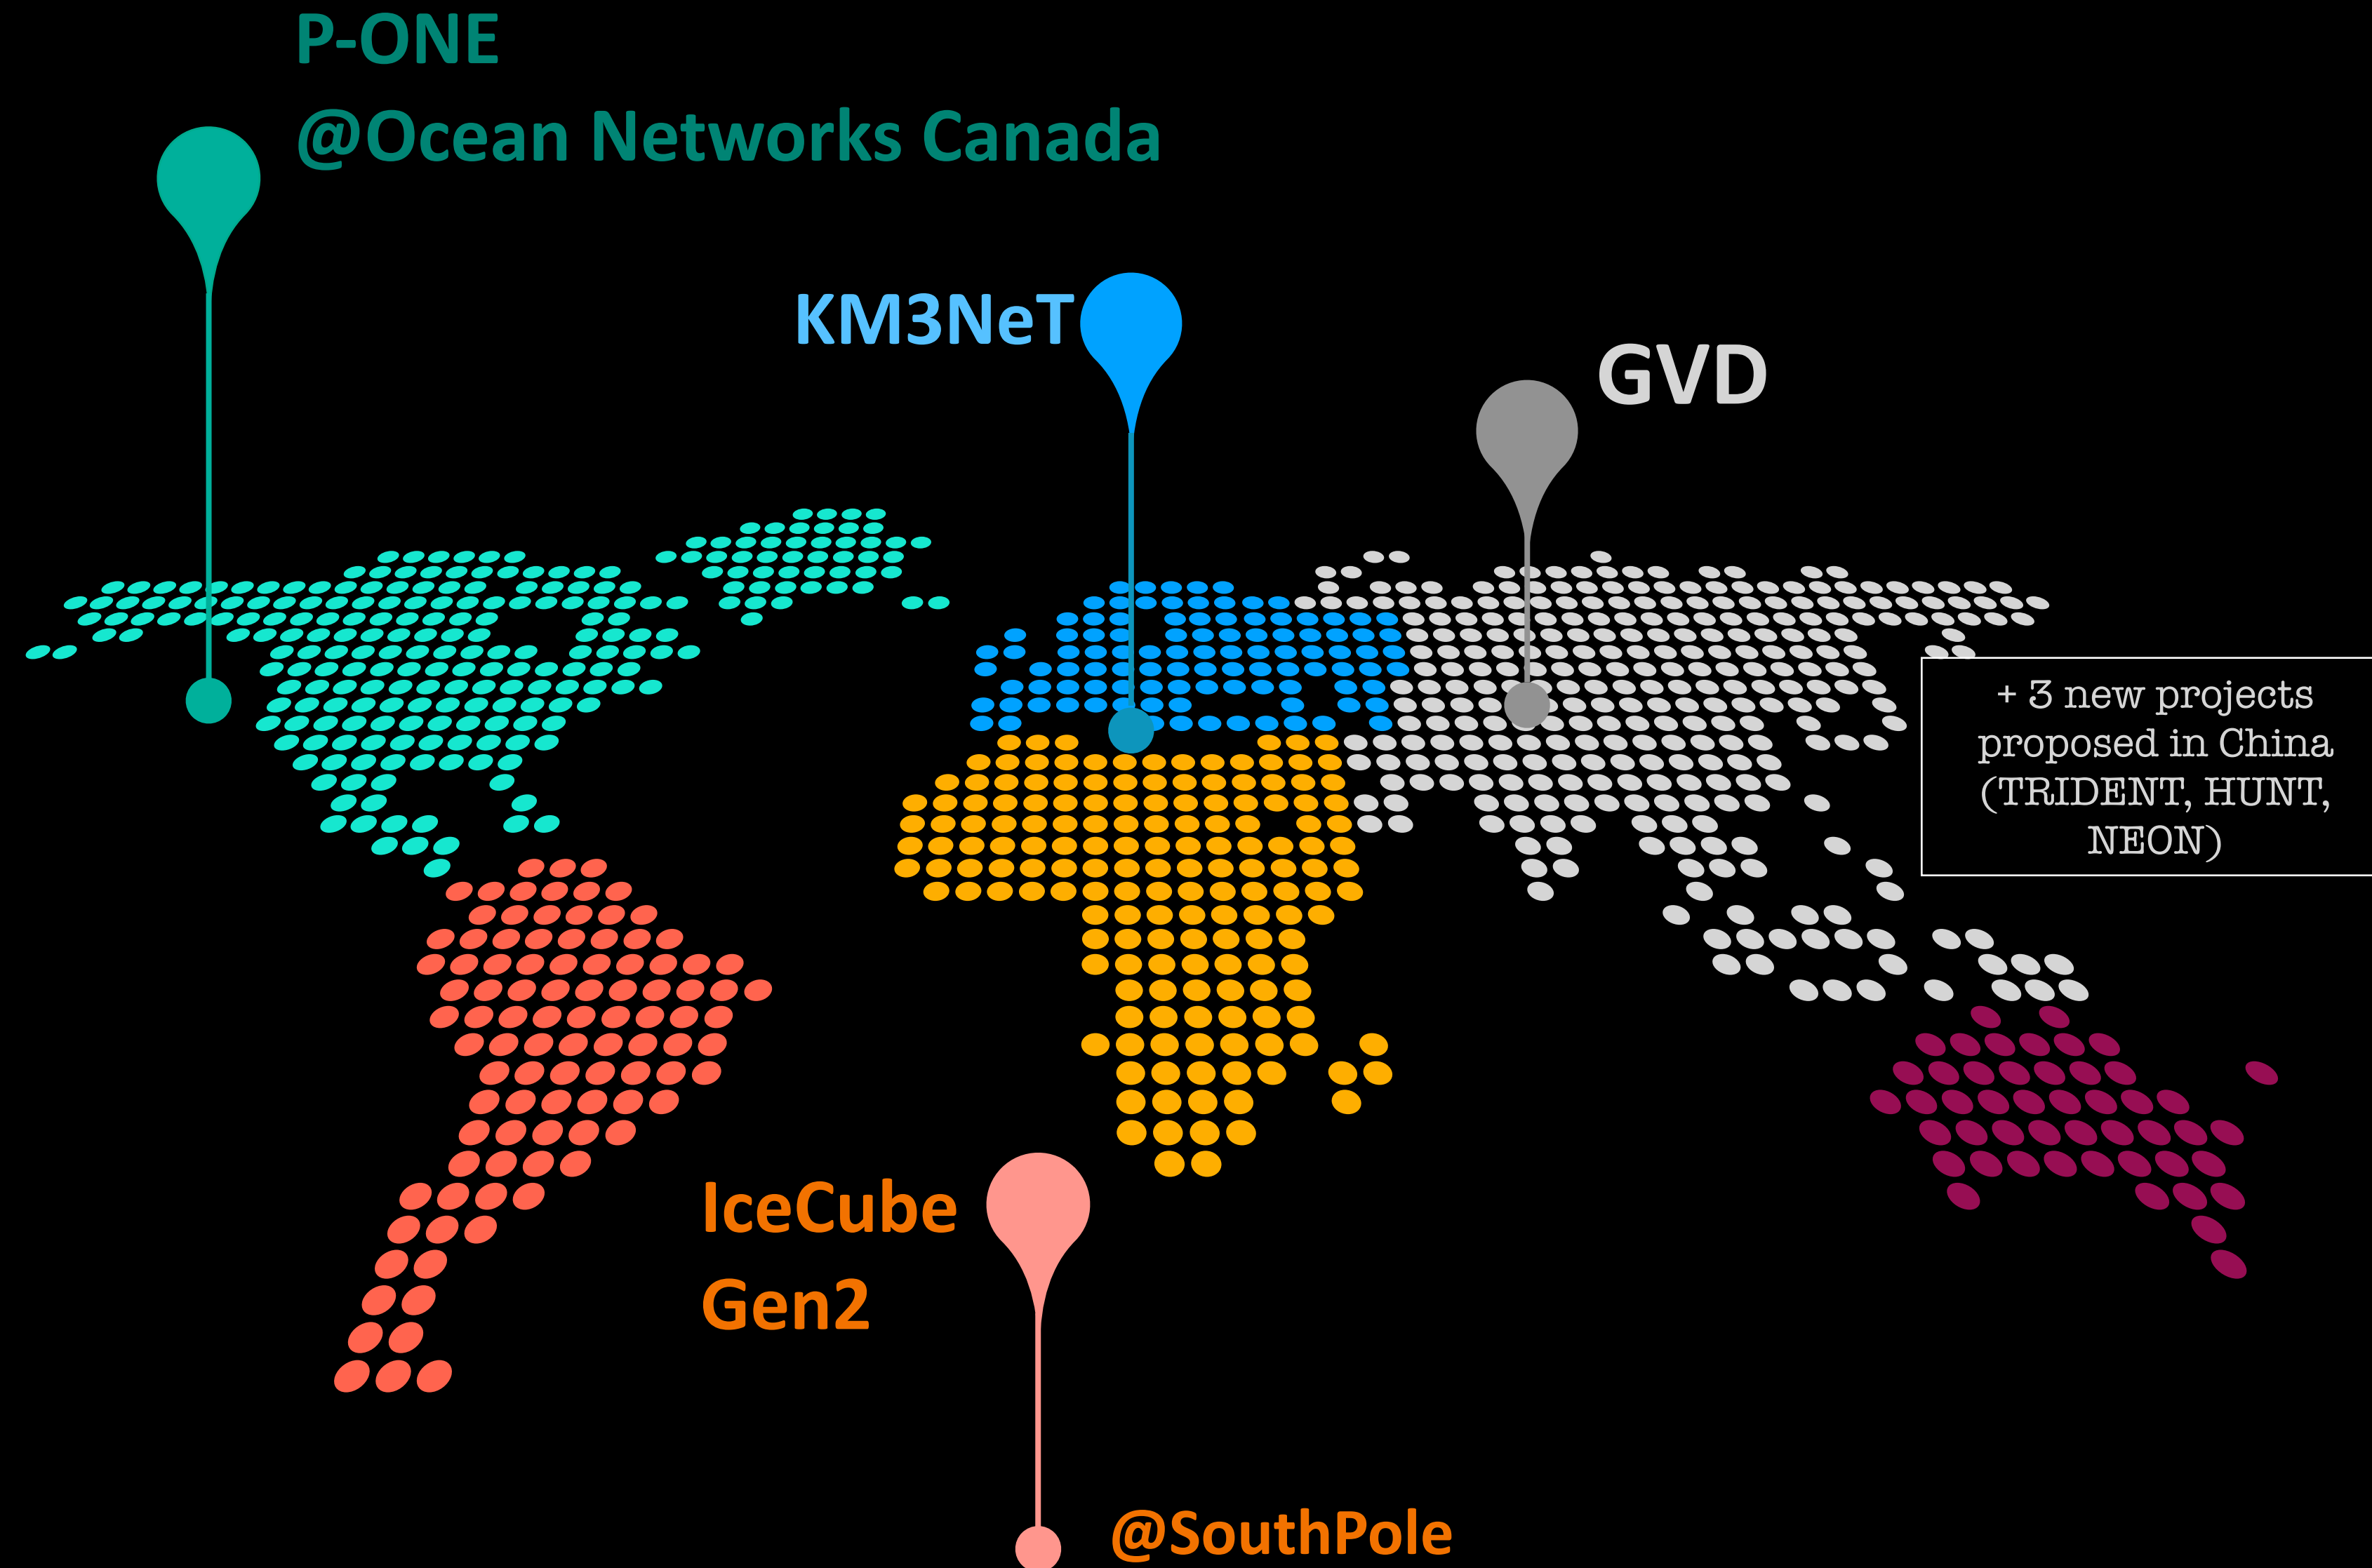 P-ONE
@Ocean Networks Canada
KM3NeT
GVD
+ 3 new projects
proposed in China
(TRIDENT, HUNT,
NEON)
IceCube
Gen2
@SouthPole